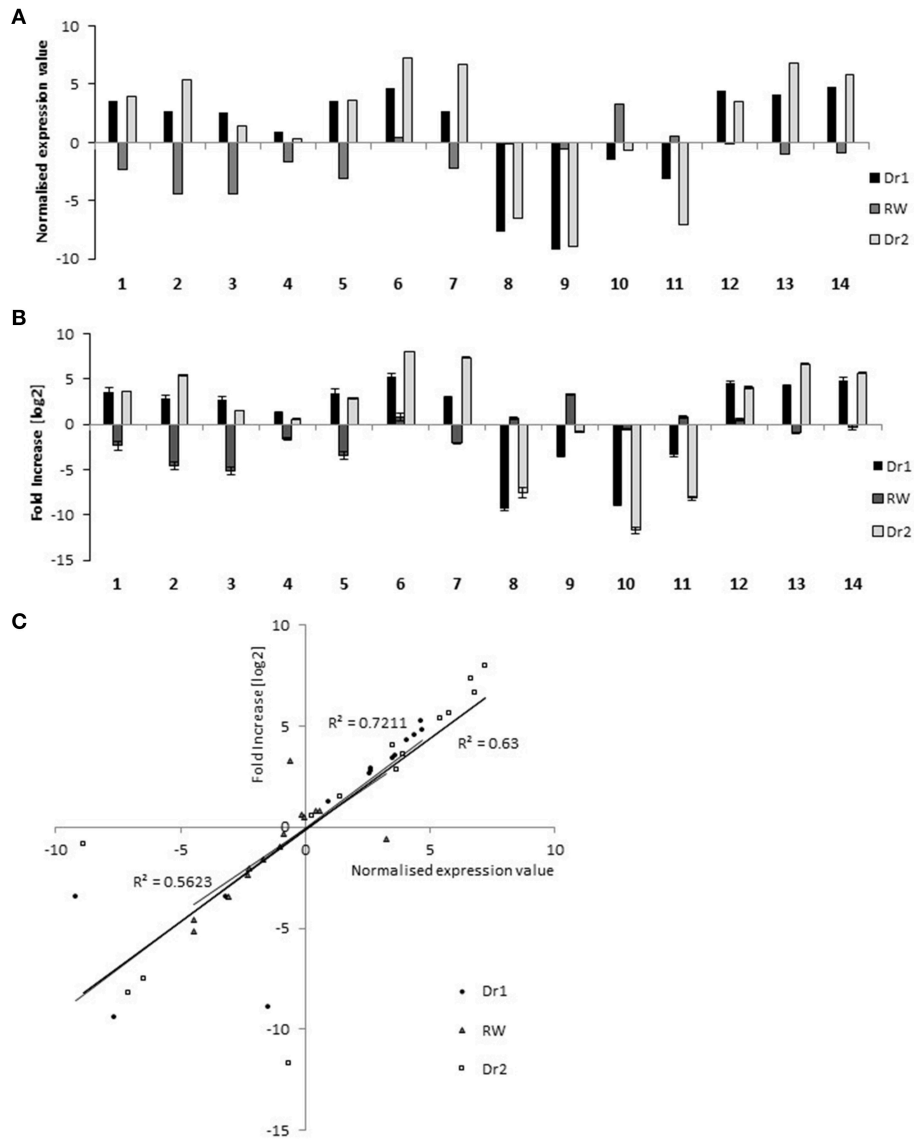 A
Normalised expression value
10
5
0
-5
-10
1 2 3 4 5 6 7 8 9 10 11 12 13 14
Dr1
RW
Dr2
B
Fold Increase [log2]
10
5
0
-5
-10
-15
1 2 3 4 5 6 7 8 9 10 11 12 13 14
Dr1
RW
Dr2
C
Fold Increase [log2]
10
5
0
-5
-10
-15
-10 -5 0 5 10
Normalised expression value
R² = 0.7211
R² = 0.63
R² = 0.5623
Dr1
RW
Dr2